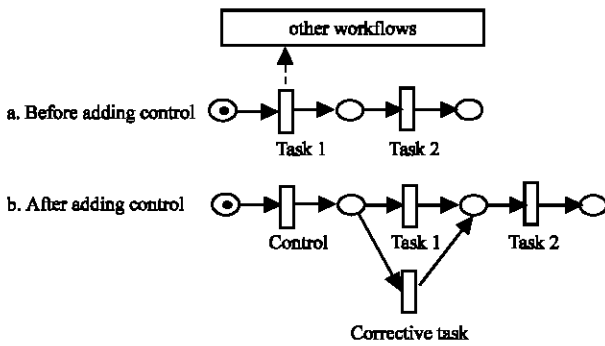 other workflows
a. Before adding control
Task 1
Task 2
b. After adding control
Control
Task 1
Task 2
Corrective task